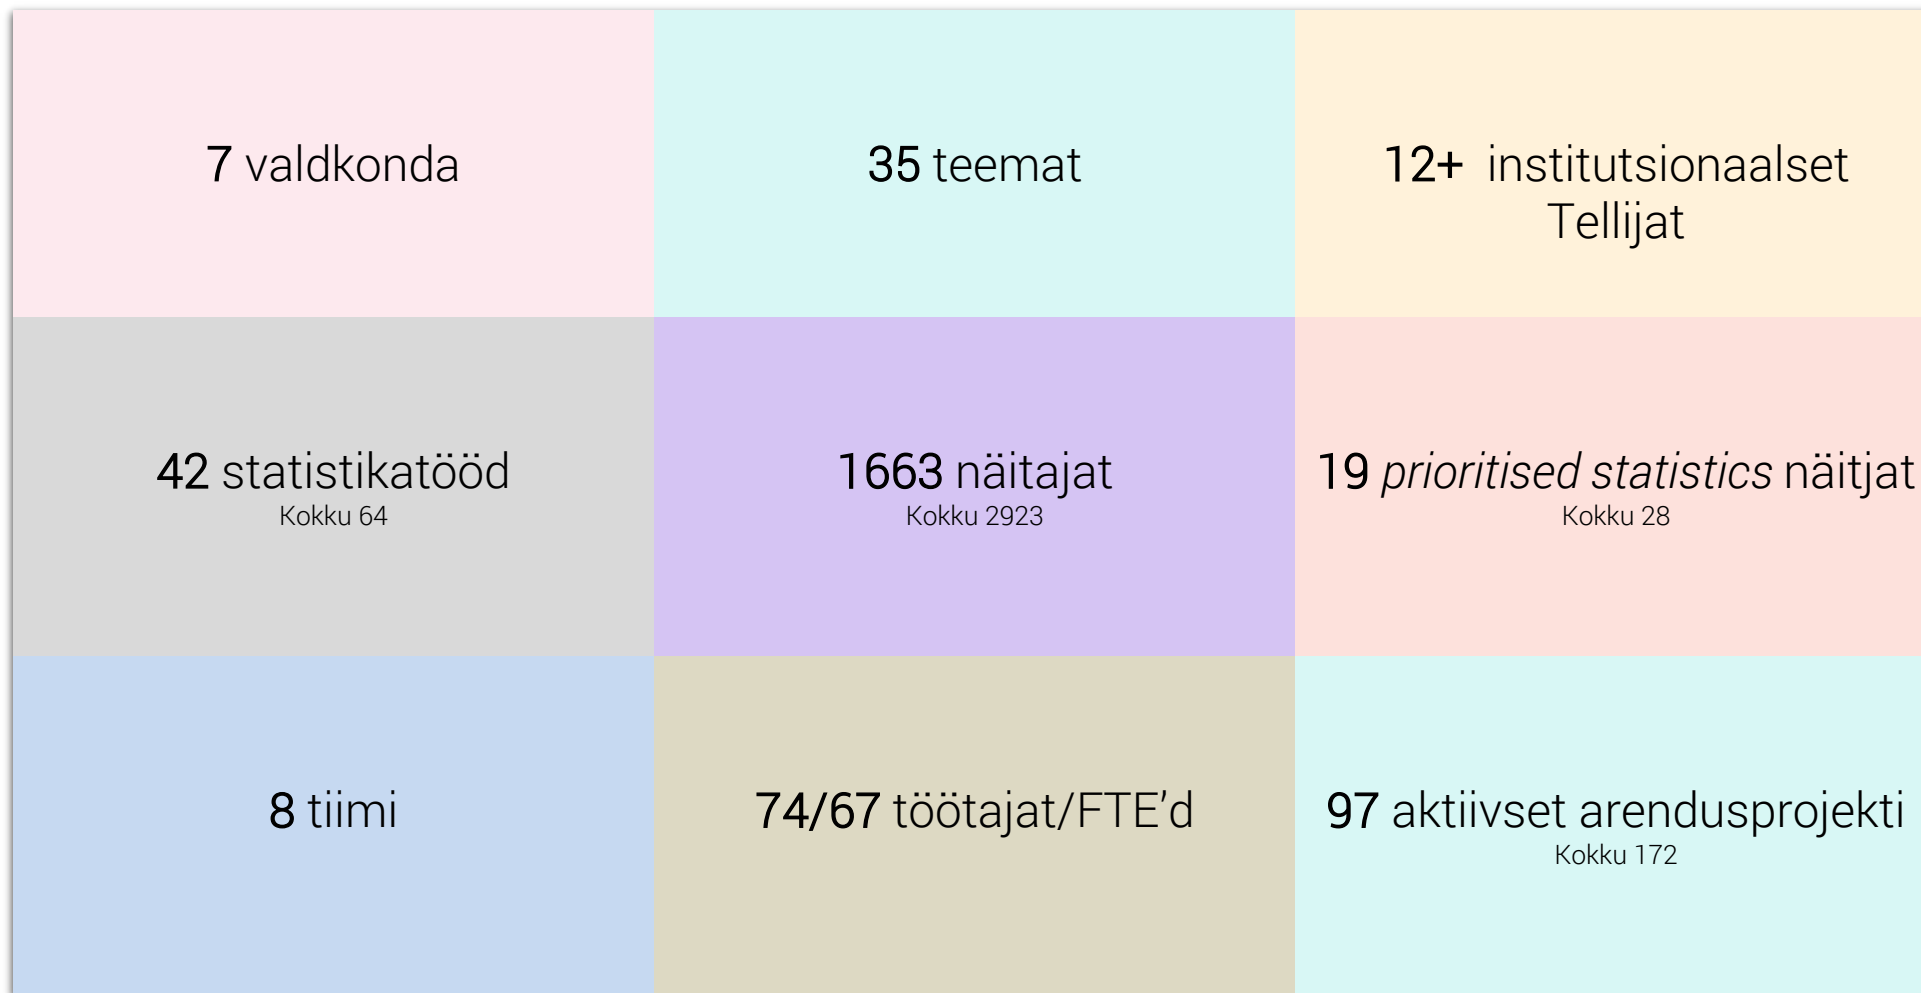 7 valdkonda
35 teemat
12+ institutsionaalset
Tellijat
42 statistikatööd
Kokku 64
1663 näitajat
Kokku 2923
19 prioritised statistics näitjat
Kokku 28
8 tiimi
74/67 töötajat/FTE’d
97 aktiivset arendusprojekti
Kokku 172